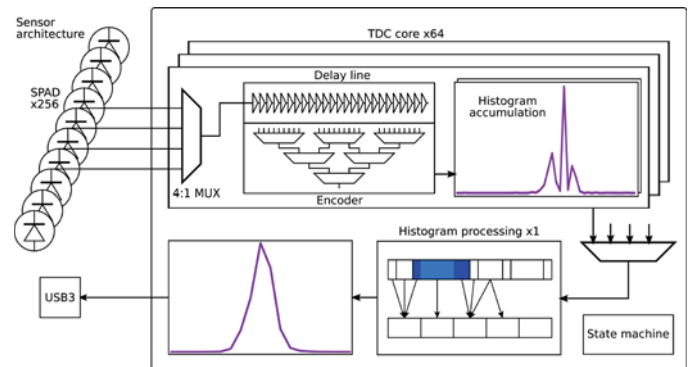 Sensor
architecture
TDC core x64
Delay line
SPAD
x256
Histogram
accumulation
4:1 MUX
Encoder
Histogram processing x1
USB3
State machine